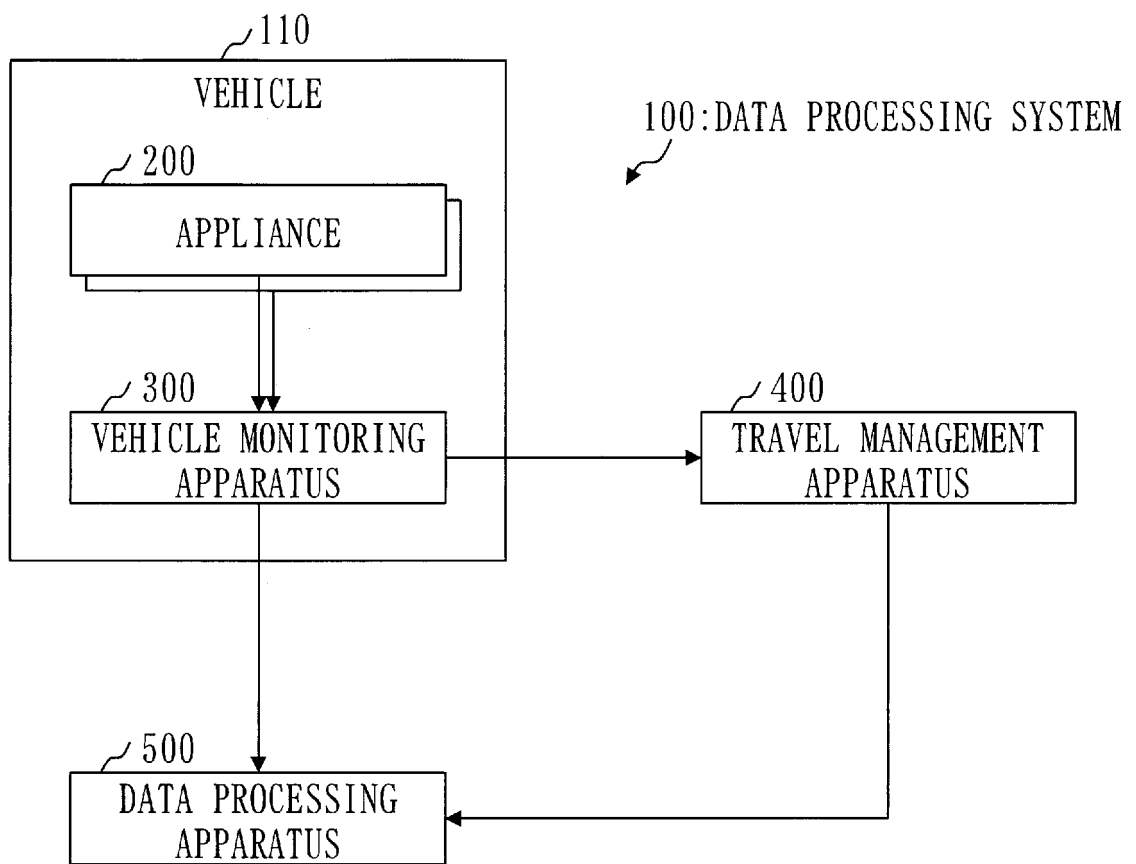 110
VEHICLE
100:DATA PROCESSING SYSTEM
200
APPLIANCE
300
VEHICLE MONITORING
APPARATUS
400
TRAVEL MANAGEMENT
APPARATUS
500
DATA PROCESSING
APPARATUS